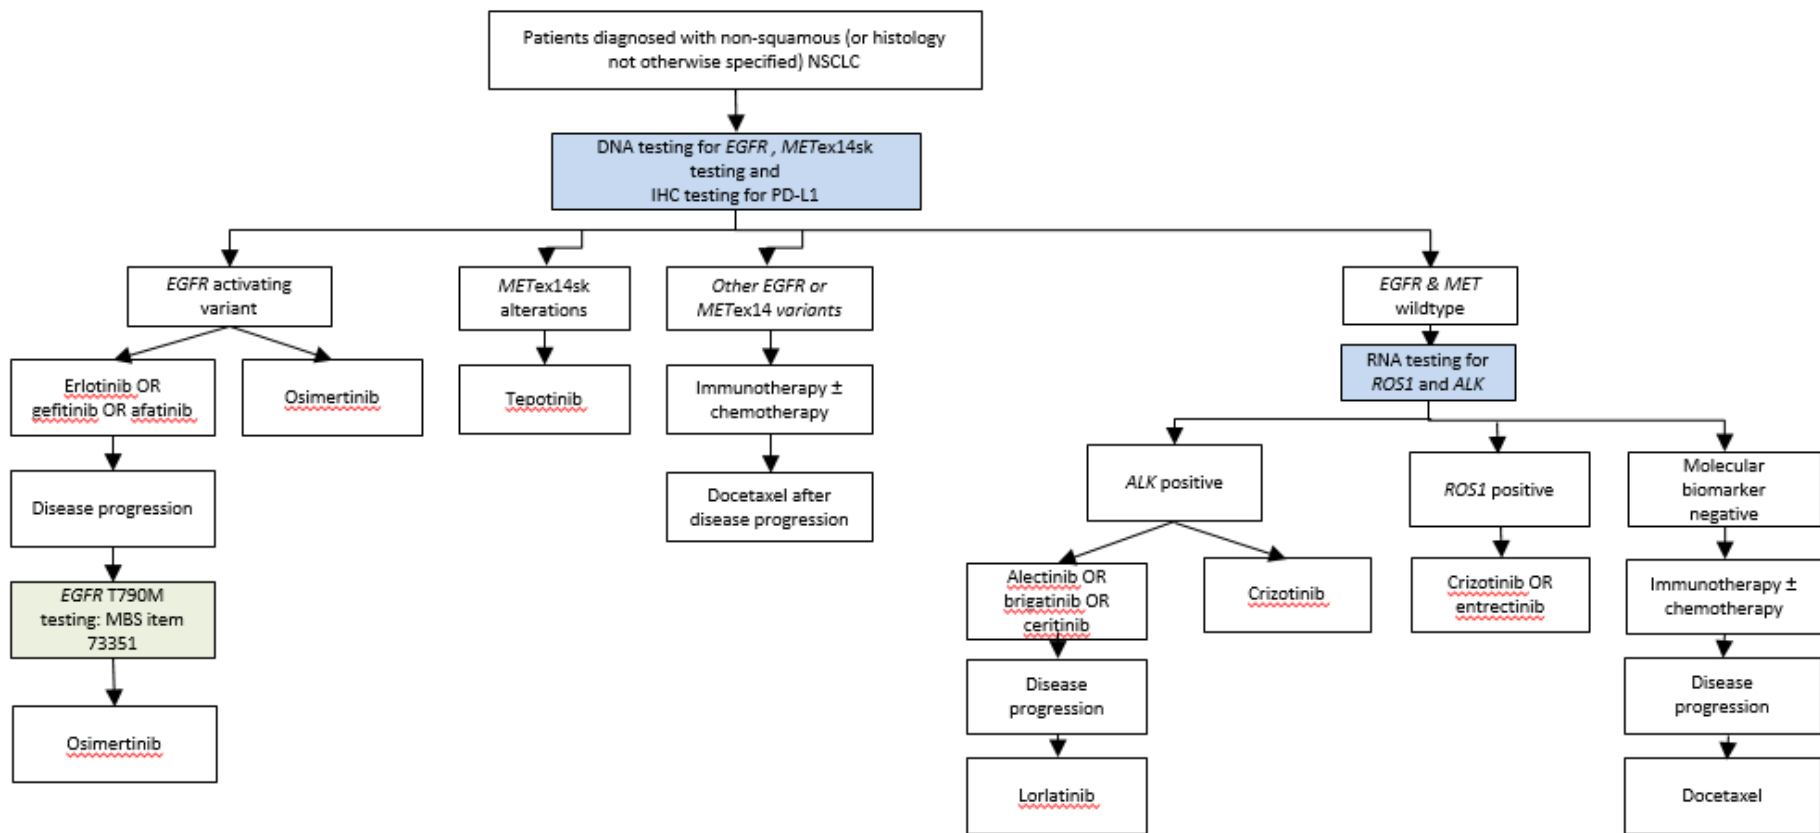 Patients diagnosed with non-squamous (or histology
not otherwise specified) NSCLC
DNA testing for EGFR , METex14sk
testing and
IHC testing for PD-L1
EGFR activating
variant
METex14sk
alterations
Other EGFR or
METex14 variants
EGFR & MET
wildtype
Erlotinib OR
gefitinib OR afatinib
Osimertinib
Tepotinib
Immunotherapy ±
chemotherapy
RNA testing for
ROS1 and ALK
Disease progression
Docetaxel after
disease progression
ALK positive
ROS1 positive
Molecular
biomarker
negative
EGFR T790M
testing: MBS item
73351
Alectinib OR
brigatinib OR
ceritinib
Crizotinib
Crizotinib OR
entrectinib
Immunotherapy ±
chemotherapy
Osimertinib
Disease
progression
Disease
progression
Lorlatinib
Docetaxel